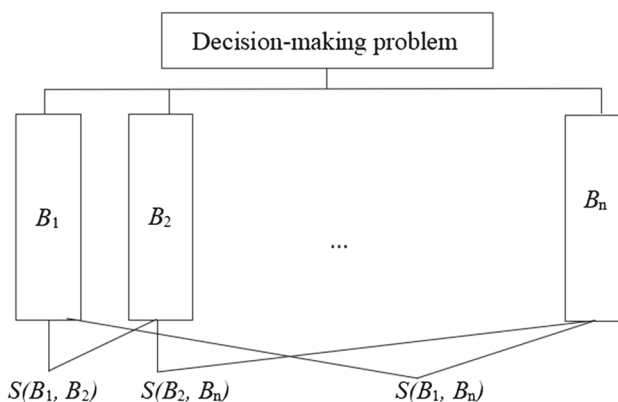 Decision-making problem
B₁
B₂
...
Bₙ
S(B₁, B₂)
S(B₂, Bₙ)
S(B₁, Bₙ)